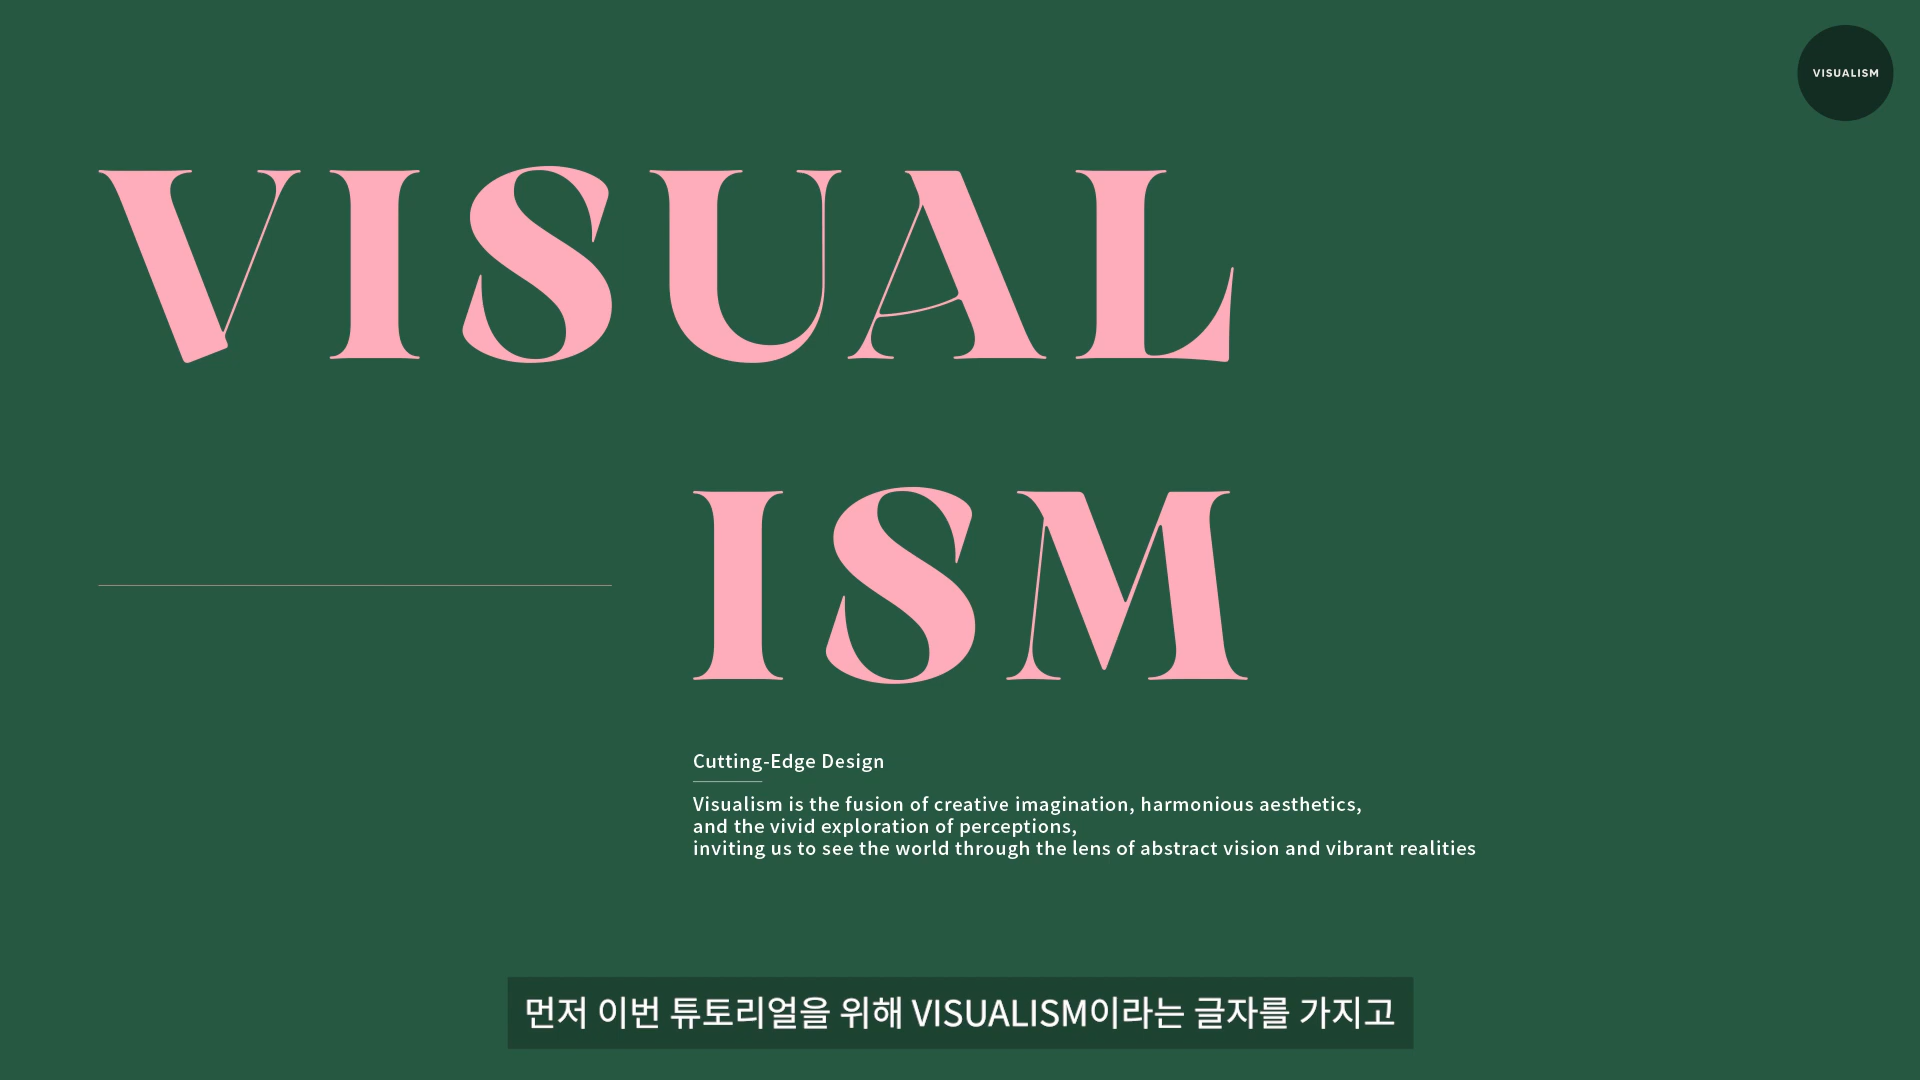 VISUALISM
VISUAL
ISM
Cutting-Edge Design
Visualism is the fusion of creative imagination, harmonious aesthetics,
and the vivid exploration of perceptions,
inviting us to see the world through the lens of abstract vision and vibrant realities
먼저 이번 튜토리얼을 위해 VISUALISM이라는 글자를 가지고